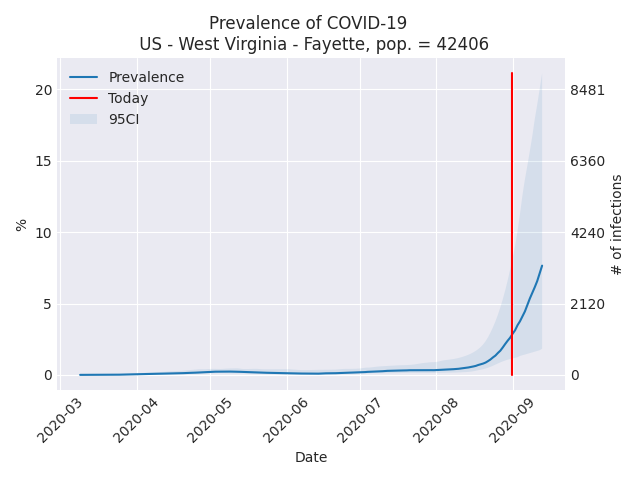 Prevalence of COVID-19
US - West Virginia - Fayette, pop. = 42406
Prevalence
Today
95CI
20
15
10
5
0
%
8481
6360
4240
2120
0
# of infections
2020-03
2020-04
2020-05
2020-06
2020-07
2020-08
2020-09
Date